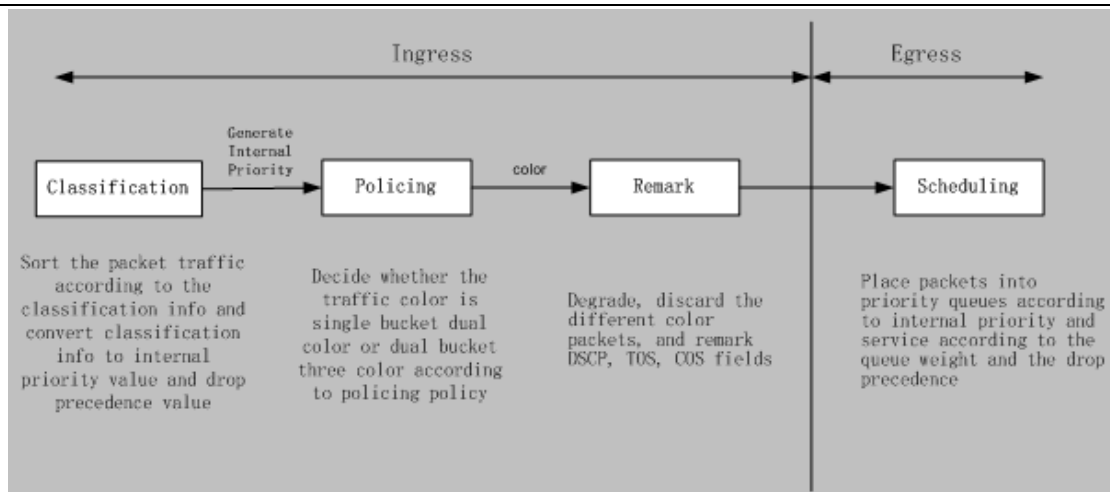 Ingress
Egress
Generate
Internal
Priority
color
Classification
Policing
Remark
Scheduling
Sort the packet traffic
according to the
classification info and
convert classification
info to internal
priority value and drop
precedence value
Decide whether the
traffic color is
single bucket dual
color or dual bucket
three color according
to policing policy
Degrade, discard the
different color
packets, and remark
DSCP, TOS, COS fields
Place packets into
priority queues according
to internal priority and
service according to the
queue weight and the drop
precedence